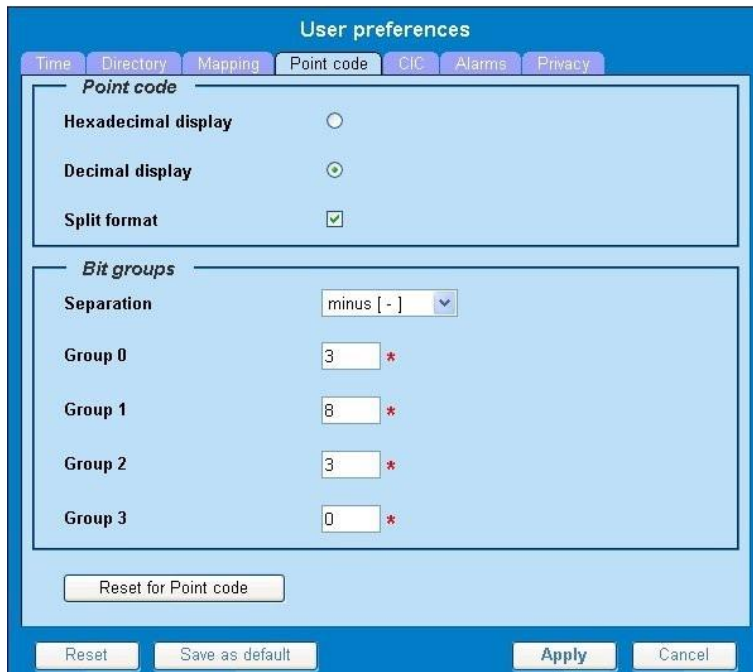 User preferences
Time Directory Mapping Point code CIC Alarms Privacy
Point code
Hexadecimal display
Decimal display
Split format
Bit groups
Separation minus [ - ]
Group 0 3 *
Group 1 8 *
Group 2 3 *
Group 3 0 *
Reset for Point code
Reset Save as default Apply Cancel